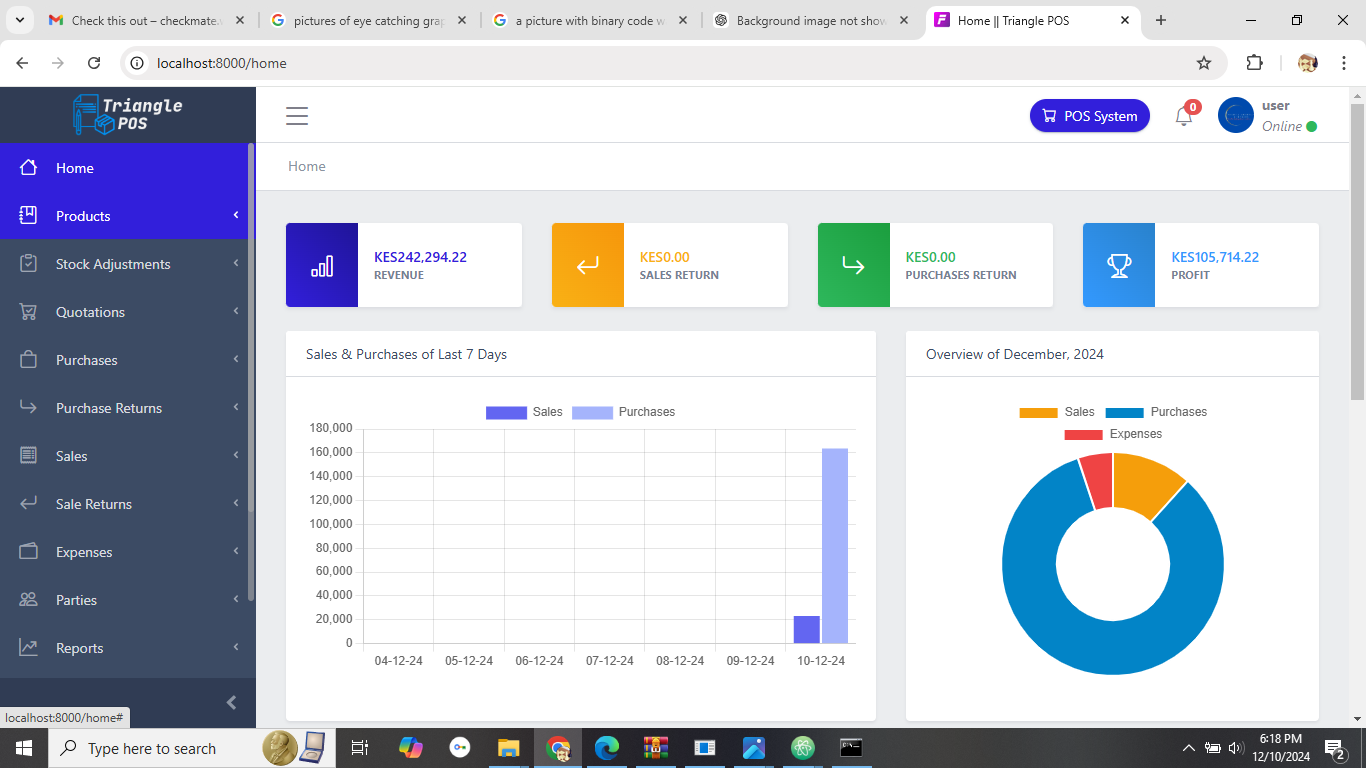 Check this out – checkmate.v
pictures of eye catching grap
a picture with binary code w
Background image not show
Home || Triangle POS
localhost:8000/home
Triangle
POS
POS System
0
user
Online
Home
Home
Products
Stock Adjustments
Quotations
Purchases
Purchase Returns
Sales
Sale Returns
Expenses
Parties
Reports
KES242,294.22
REVENUE
KES0.00
SALES RETURN
KES0.00
PURCHASES RETURN
KES105,714.22
PROFIT
Sales & Purchases of Last 7 Days
Sales Purchases
180,000
160,000
140,000
120,000
100,000
80,000
60,000
40,000
20,000
0
04-12-24 05-12-24 06-12-24 07-12-24 08-12-24 09-12-24 10-12-24
Overview of December, 2024
Sales Purchases
Expenses
localhost:8000/home#
Type here to search
6:18 PM
12/10/2024
2